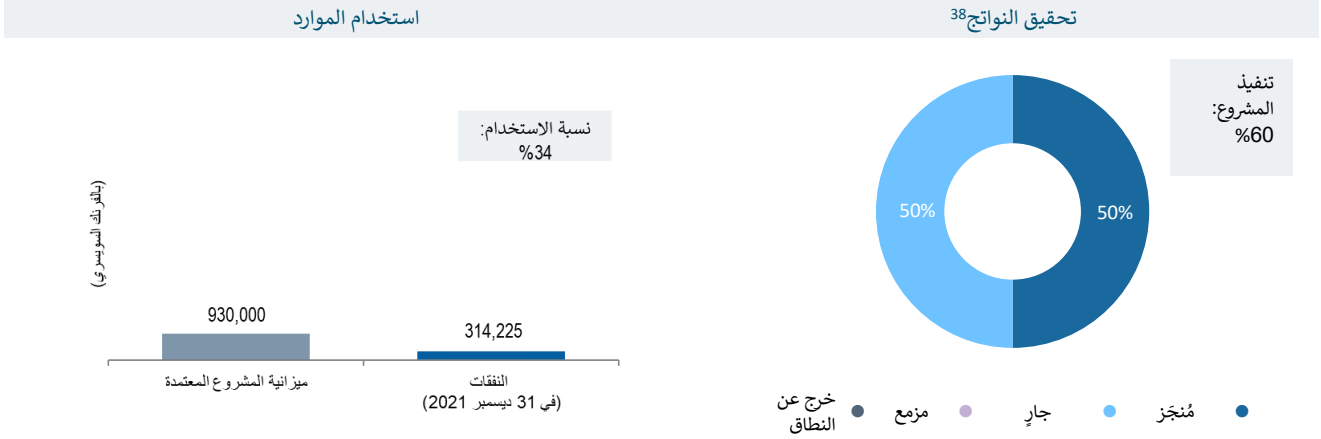 تحقيق النواتج38
تنفيذ
المشروع:
%60
50%
50%
مُنجَز
جارٍ
مزمع
خرج عن
النطاق
استخدام الموارد
نسبة الاستخدام:
%34
(بالفرنك السويسري)
930,000
314,225
ميزانية المشروع المعتمدة
النفقات
(في 31 ديسمبر 2021)